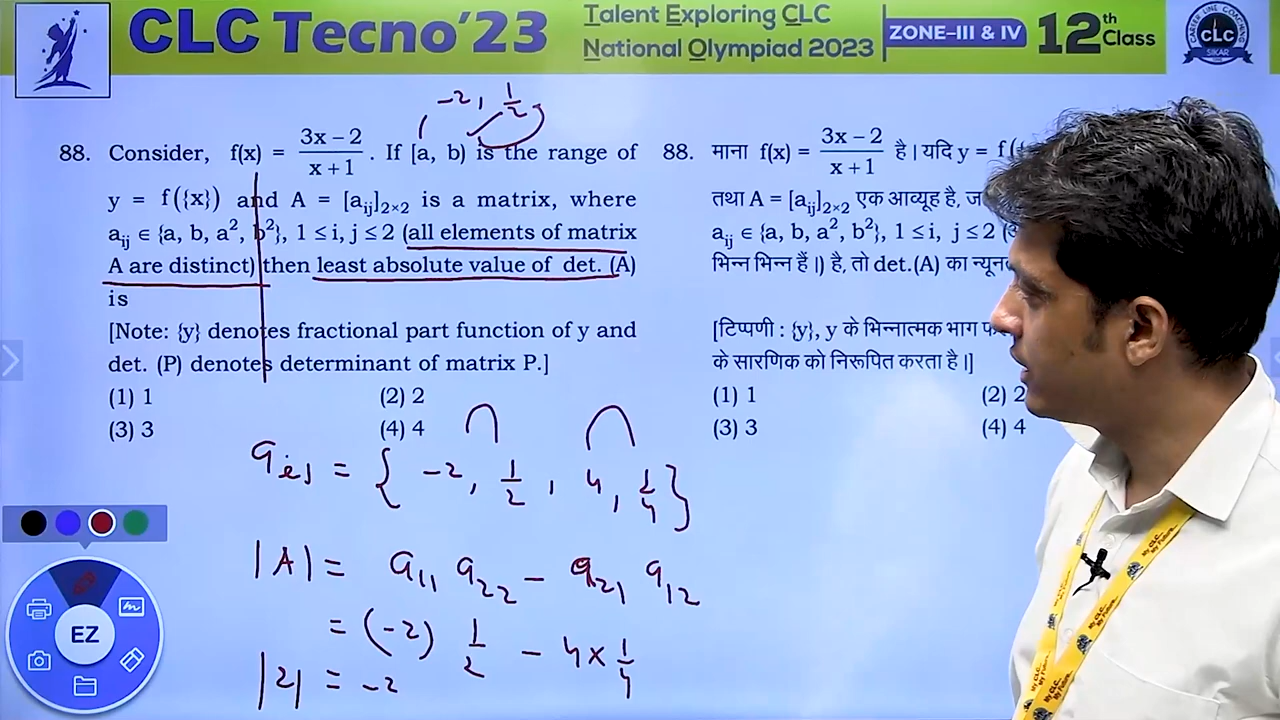 CLC Tecno'23
Talent Exploring CLC
National Olympiad 2023
ZONE–III & IV
12th Class
CAREER LINE COACHING
CLC
SIKAR
-2, 1/2
88. Consider, f(x) = (3x – 2)/(x + 1). If [a, b) is the range of
y = f({x}) and A = [aij]2×2 is a matrix, where
aij ∈ {a, b, a², b²}, 1 ≤ i, j ≤ 2 (all elements of matrix
A are distinct) then least absolute value of det. (A)
is
[Note: {y} denotes fractional part function of y and
det. (P) denotes determinant of matrix P.]
(1) 1 (2) 2
(3) 3 (4) 4
88. माना f(x) = (3x – 2)/(x + 1) है। यदि y = f(
तथा A = [aij]2×2 एक आव्यूह है, ज
aij ∈ {a, b, a², b²}, 1 ≤ i, j ≤ 2
भिन्न भिन्न हैं।) है, तो det.(A) का
[टिप्पणी : {y}, y के भिन्नात्मक भाग
के सारणिक को निरूपित करता है।]
(1) 1 (2) 2
(3) 3 (4) 4
aij = { -2, 1/2, 4, 1/4 }
|A| = a11 a22 - a21 a12
= (-2) 1/2 - 4 × 1/4
|2| = -2
EZ
My CLC..
My Future..